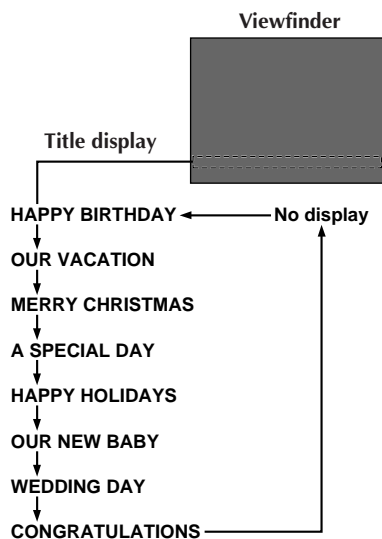 Viewfinder
Title display
HAPPY BIRTHDAY
No display
OUR VACATION
MERRY CHRISTMAS
A SPECIAL DAY
HAPPY HOLIDAYS
OUR NEW BABY
WEDDING DAY
CONGRATULATIONS